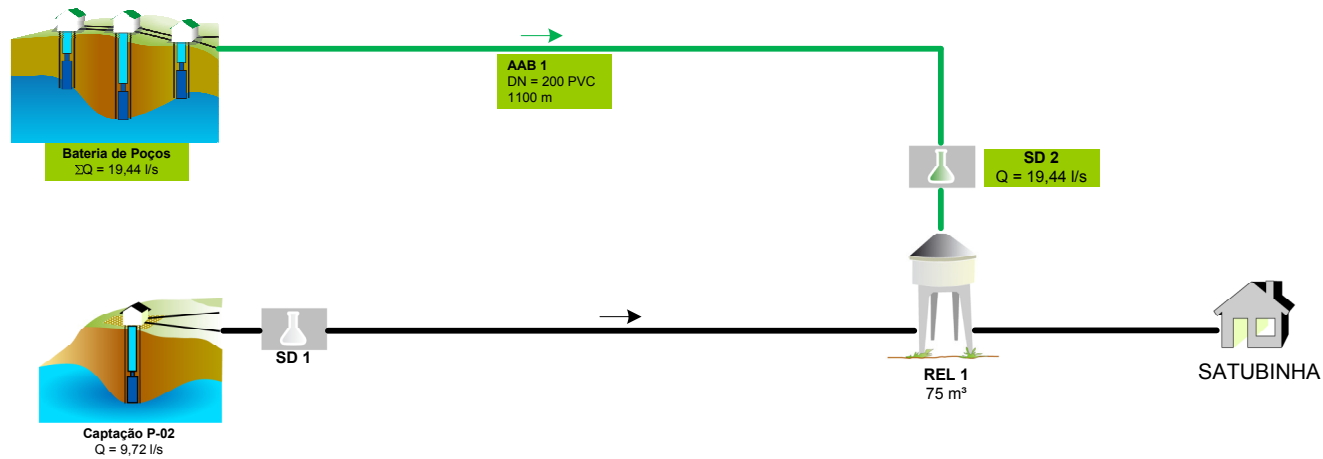 Bateria de Poços
ΣQ = 19,44 l/s
AAB 1
DN = 200 PVC
1100 m
SD 2
Q = 19,44 l/s
SD 1
Captação P-02
Q = 9,72 l/s
REL 1
75 m³
SATUBINHA